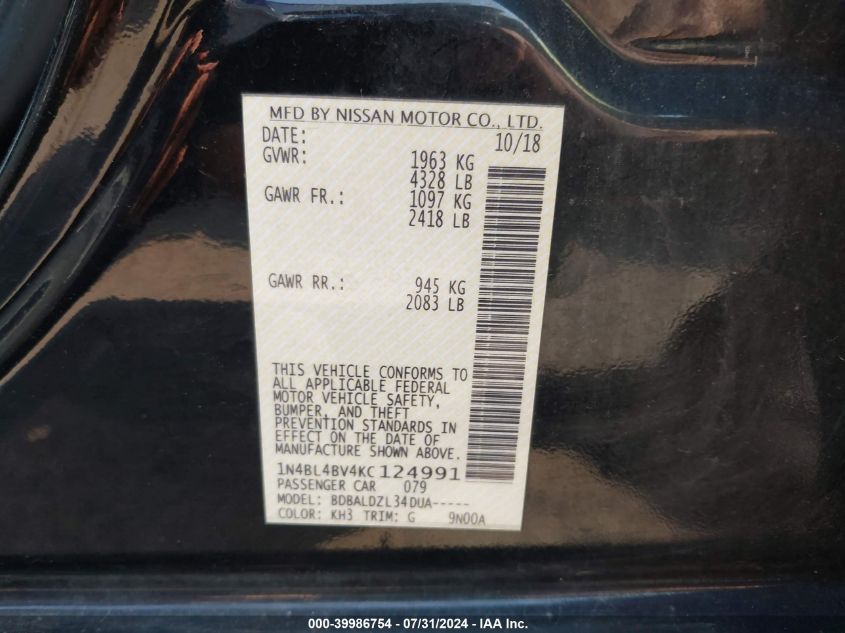 MFD BY NISSAN MOTOR CO., LTD.
DATE: 10/18
GVWR: 1963 KG
4328 LB
GAWR FR.: 1097 KG
2418 LB
GAWR RR.: 945 KG
2083 LB
THIS VEHICLE CONFORMS TO
ALL APPLICABLE FEDERAL
MOTOR VEHICLE SAFETY,
BUMPER, AND THEFT
PREVENTION STANDARDS IN
EFFECT ON THE DATE OF
MANUFACTURE SHOWN ABOVE.
1N4BL4BV4KC124991
PASSENGER CAR 079
MODEL: BDBALDZL34DUA-----
COLOR: KH3 TRIM: G 9N00A
000-39986754 - 07/31/2024 - IAA Inc.